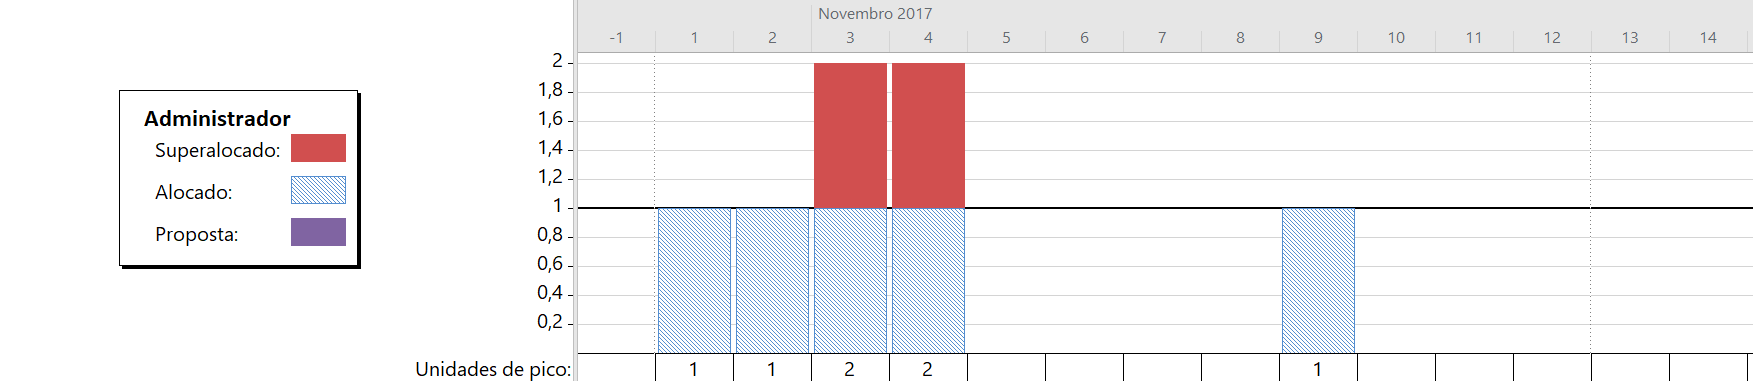 Novembro 2017
-1 1 2 3 4 5 6 7 8 9 10 11 12 13 14
Administrador
Superalocado:
Alocado:
Proposta:
2
1,8
1,6
1,4
1,2
1
0,8
0,6
0,4
0,2
Unidades de pico: 1 1 2 2 1